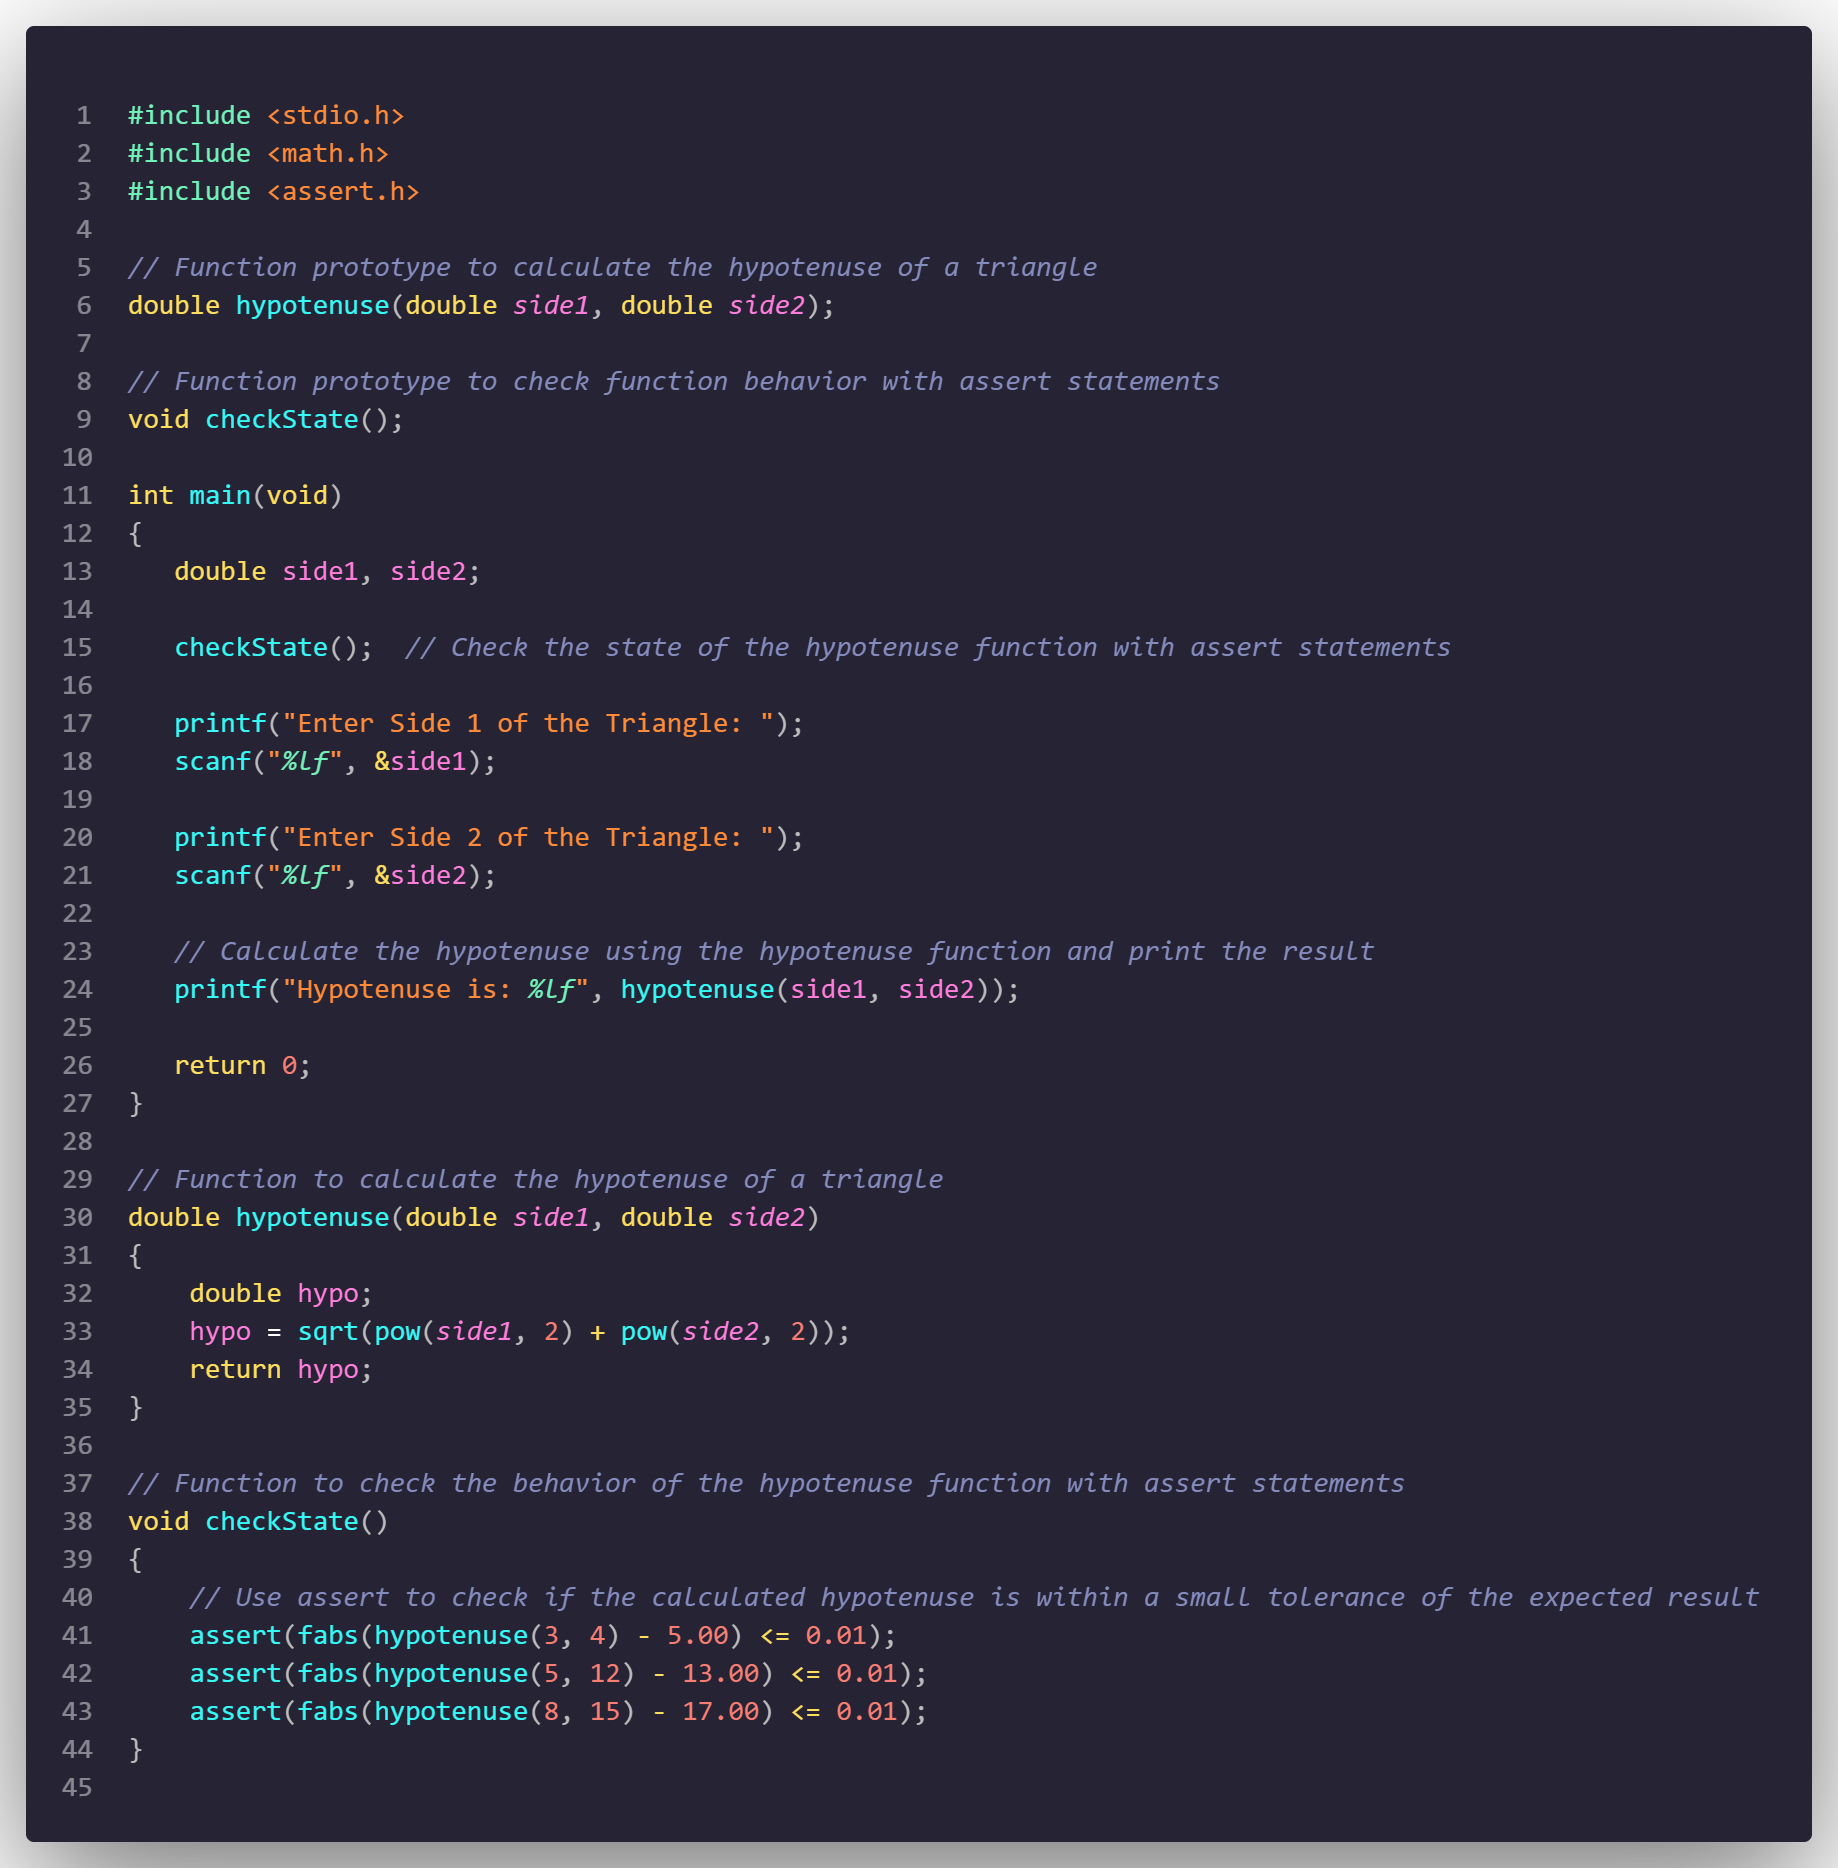 1 #include <stdio.h>
2 #include <math.h>
3 #include <assert.h>
4
5 // Function prototype to calculate the hypotenuse of a triangle
6 double hypotenuse(double side1, double side2);
7
8 // Function prototype to check function behavior with assert statements
9 void checkState();
10
11 int main(void)
12 {
13    double side1, side2;
14
15    checkState();  // Check the state of the hypotenuse function with assert statements
16
17    printf("Enter Side 1 of the Triangle: ");
18    scanf("%lf", &side1);
19
20    printf("Enter Side 2 of the Triangle: ");
21    scanf("%lf", &side2);
22
23    // Calculate the hypotenuse using the hypotenuse function and print the result
24    printf("Hypotenuse is: %lf", hypotenuse(side1, side2));
25
26    return 0;
27 }
28
29 // Function to calculate the hypotenuse of a triangle
30 double hypotenuse(double side1, double side2)
31 {
32     double hypo;
33     hypo = sqrt(pow(side1, 2) + pow(side2, 2));
34     return hypo;
35 }
36
37 // Function to check the behavior of the hypotenuse function with assert statements
38 void checkState()
39 {
40     // Use assert to check if the calculated hypotenuse is within a small tolerance of the expected result
41     assert(fabs(hypotenuse(3, 4) - 5.00) <= 0.01);
42     assert(fabs(hypotenuse(5, 12) - 13.00) <= 0.01);
43     assert(fabs(hypotenuse(8, 15) - 17.00) <= 0.01);
44 }
45